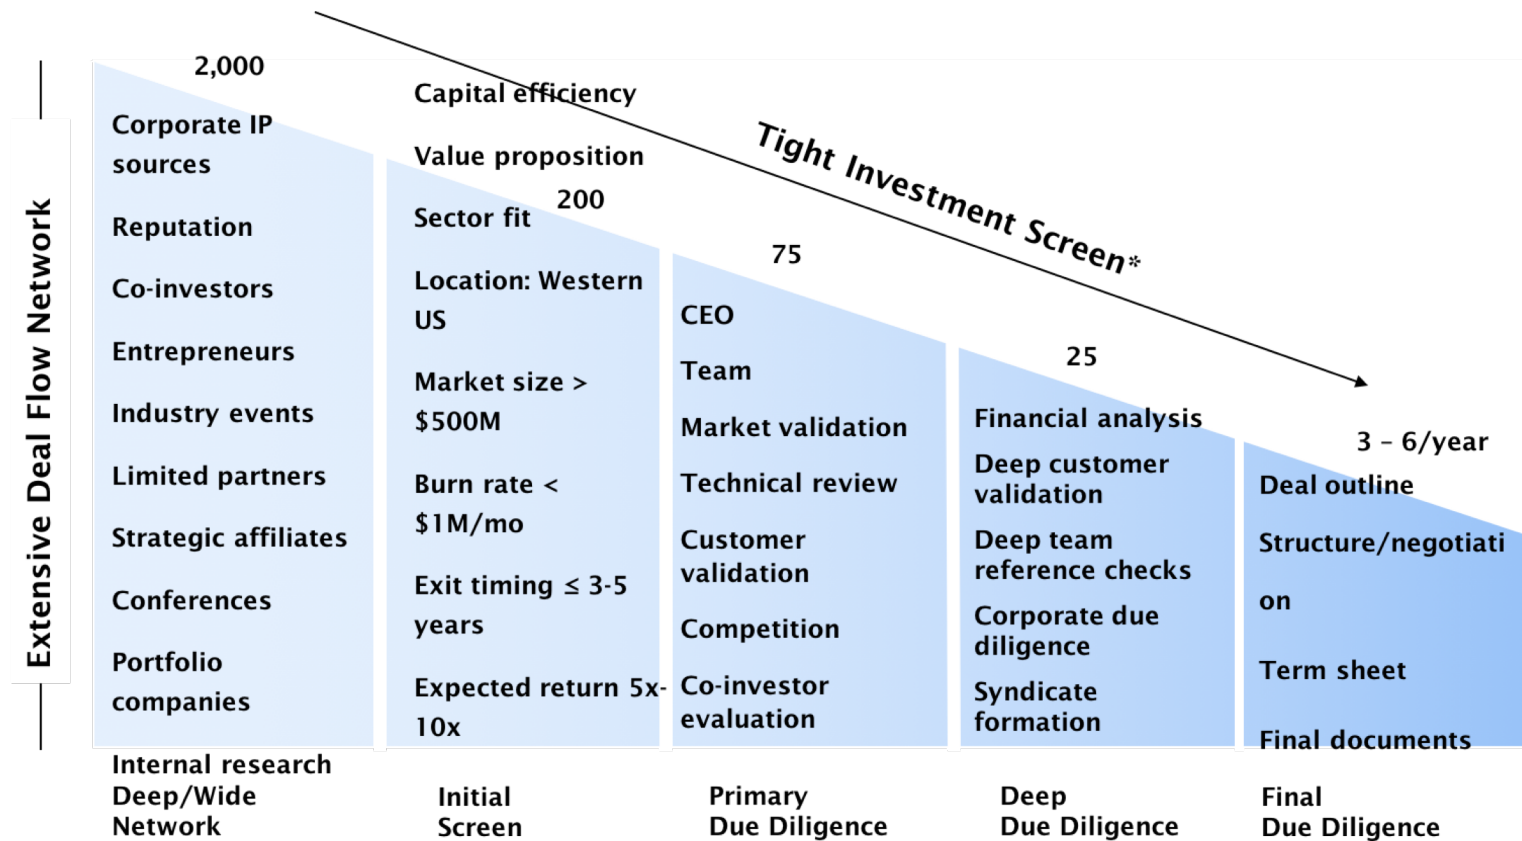 Extensive Deal Flow Network
Tight Investment Screen*
2,000
Corporate IP
sources
Reputation
Co-investors
Entrepreneurs
Industry events
Limited partners
Strategic affiliates
Conferences
Portfolio
companies
Internal research
Deep/Wide
Network
Capital efficiency
Value proposition
200
Sector fit
Location: Western
US
Market size >
$500M
Burn rate <
$1M/mo
Exit timing ≤ 3-5
years
Expected return 5x-
10x
Initial
Screen
75
CEO
Team
Market validation
Technical review
Customer
validation
Competition
Co-investor
evaluation
Primary
Due Diligence
25
Financial analysis
Deep customer
validation
Deep team
reference checks
Corporate due
diligence
Syndicate
formation
Deep
Due Diligence
3 – 6/year
Deal outline
Structure/negotiati
on
Term sheet
Final documents
Final
Due Diligence